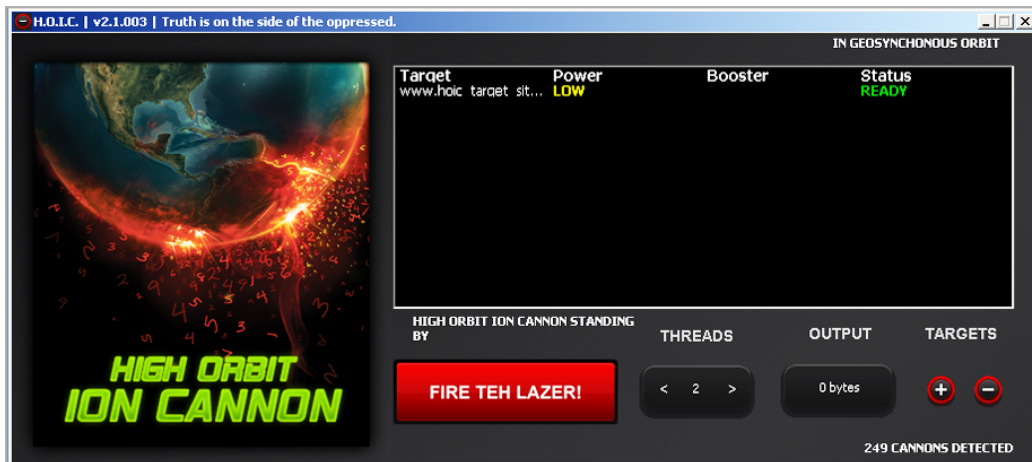 H.O.I.C. | v2.1.003 | Truth is on the side of the oppressed.
IN GEOSYNCHONOUS ORBIT
Target Power Booster Status
www.hoic target sit... LOW READY
HIGH ORBIT
ION CANNON
HIGH ORBIT ION CANNON STANDING
BY
THREADS OUTPUT TARGETS
FIRE TEH LAZER! < 2 > 0 bytes + -
249 CANNONS DETECTED